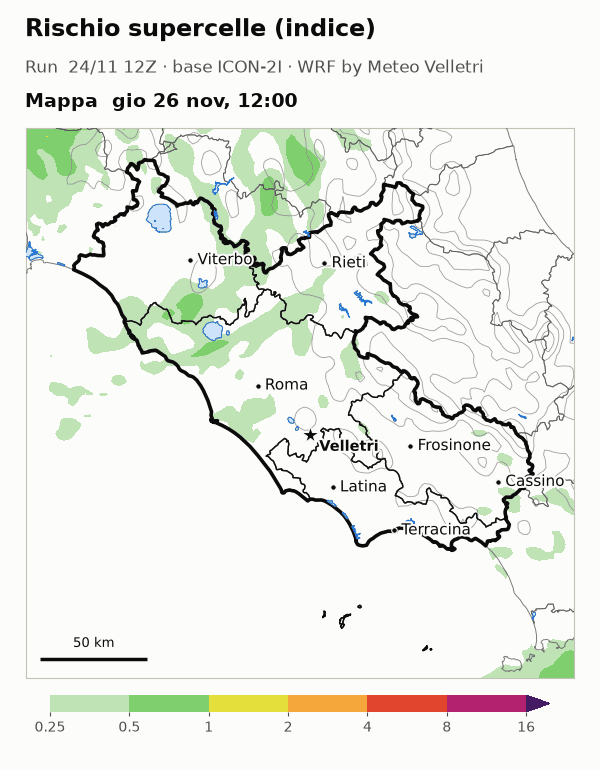 Rischio supercelle (indice)
Run  24/11 12Z · base ICON-2I · WRF by Meteo Velletri
Mappa  gio 26 nov, 12:00
Viterbo
Rieti
Roma
Velletri
Frosinone
Latina
Cassino
Terracina
50 km
0.25 0.5 1 2 4 8 16